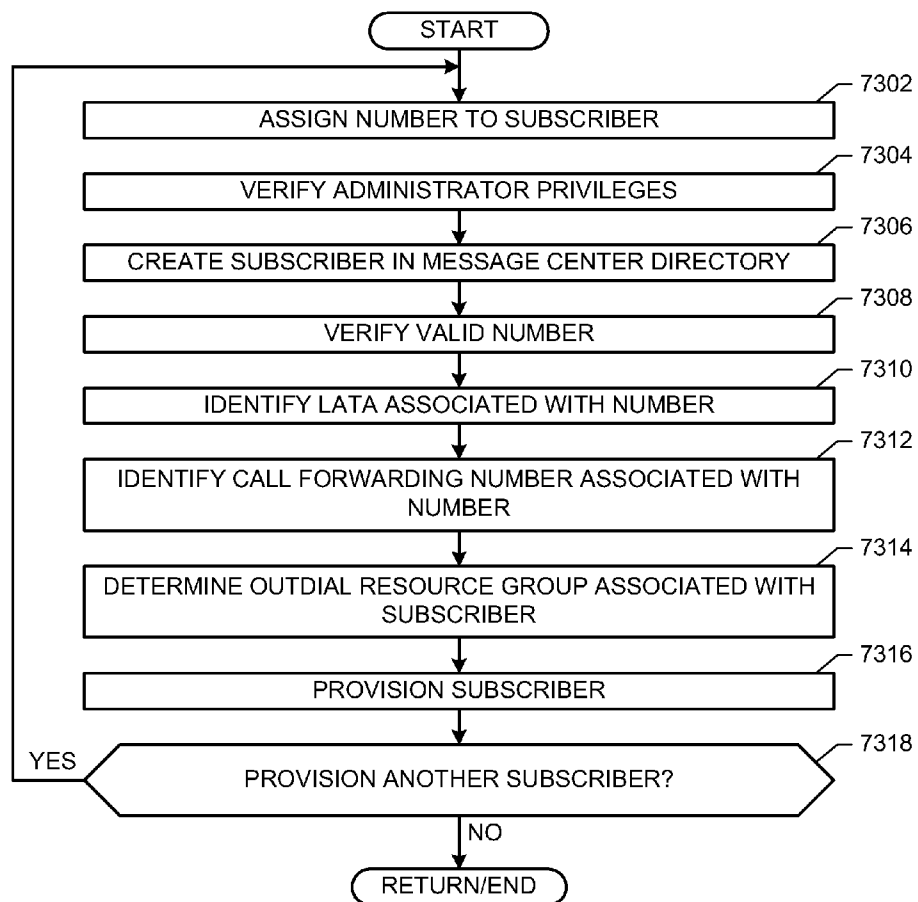 START
7302
ASSIGN NUMBER TO SUBSCRIBER
7304
VERIFY ADMINISTRATOR PRIVILEGES
7306
CREATE SUBSCRIBER IN MESSAGE CENTER DIRECTORY
7308
VERIFY VALID NUMBER
7310
IDENTIFY LATA ASSOCIATED WITH NUMBER
7312
IDENTIFY CALL FORWARDING NUMBER ASSOCIATED WITH
NUMBER
7314
DETERMINE OUTDIAL RESOURCE GROUP ASSOCIATED WITH
SUBSCRIBER
7316
PROVISION SUBSCRIBER
7318
YES
PROVISION ANOTHER SUBSCRIBER?
NO
RETURN/END